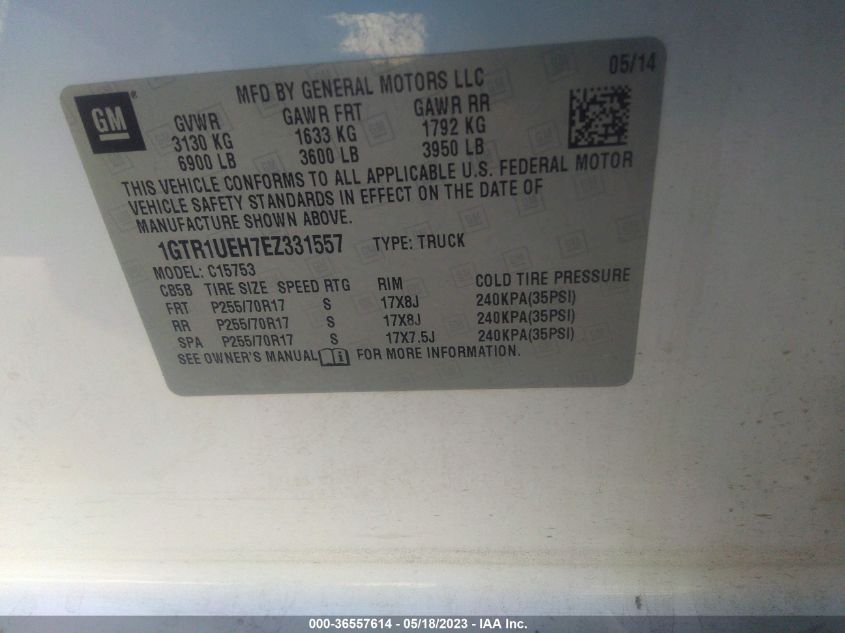 05/14
GM®
MFD BY GENERAL MOTORS LLC
GVWR GAWR FRT GAWR RR
3130 KG 1633 KG 1792 KG
6900 LB 3600 LB 3950 LB
THIS VEHICLE CONFORMS TO ALL APPLICABLE U.S. FEDERAL MOTOR
VEHICLE SAFETY STANDARDS IN EFFECT ON THE DATE OF
MANUFACTURE SHOWN ABOVE.
1GTR1UEH7EZ331557 TYPE: TRUCK
MODEL: C15753
CB5B TIRE SIZE SPEED RTG RIM COLD TIRE PRESSURE
FRT P255/70R17 S 17X8J 240KPA(35PSI)
RR P255/70R17 S 17X8J 240KPA(35PSI)
SPA P255/70R17 S 17X7.5J 240KPA(35PSI)
SEE OWNER'S MANUAL FOR MORE INFORMATION.
000-36557614 - 05/18/2023 - IAA Inc.